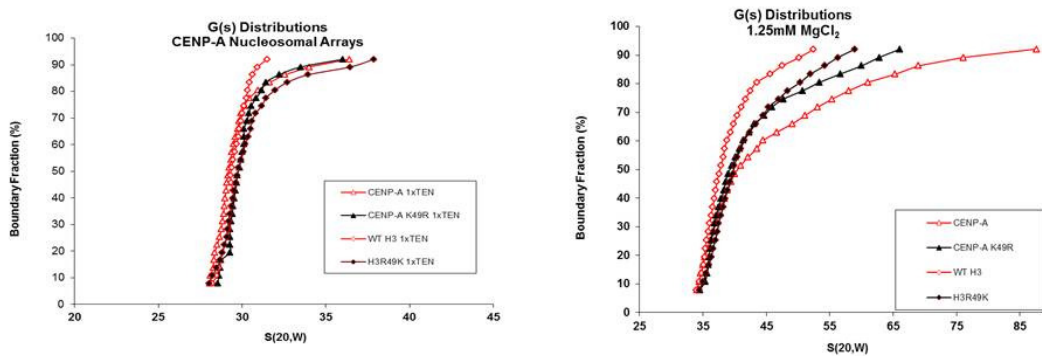 G(s) Distributions
CENP-A Nucleosomal Arrays
Boundary Fraction (%)
100
90
80
70
60
50
40
30
20
10
0
20
25
30
35
40
45
S(20,W)
CENP-A 1xTEN
CENP-A K49R 1xTEN
WT H3 1xTEN
H3R49K 1xTEN
G(s) Distributions
1.25mM MgCl₂
Boundary Fraction (%)
100
90
80
70
60
50
40
30
20
10
0
25
35
45
55
65
75
85
S(20,W)
CENP-A
CENP-A K49R
WT H3
H3R49K